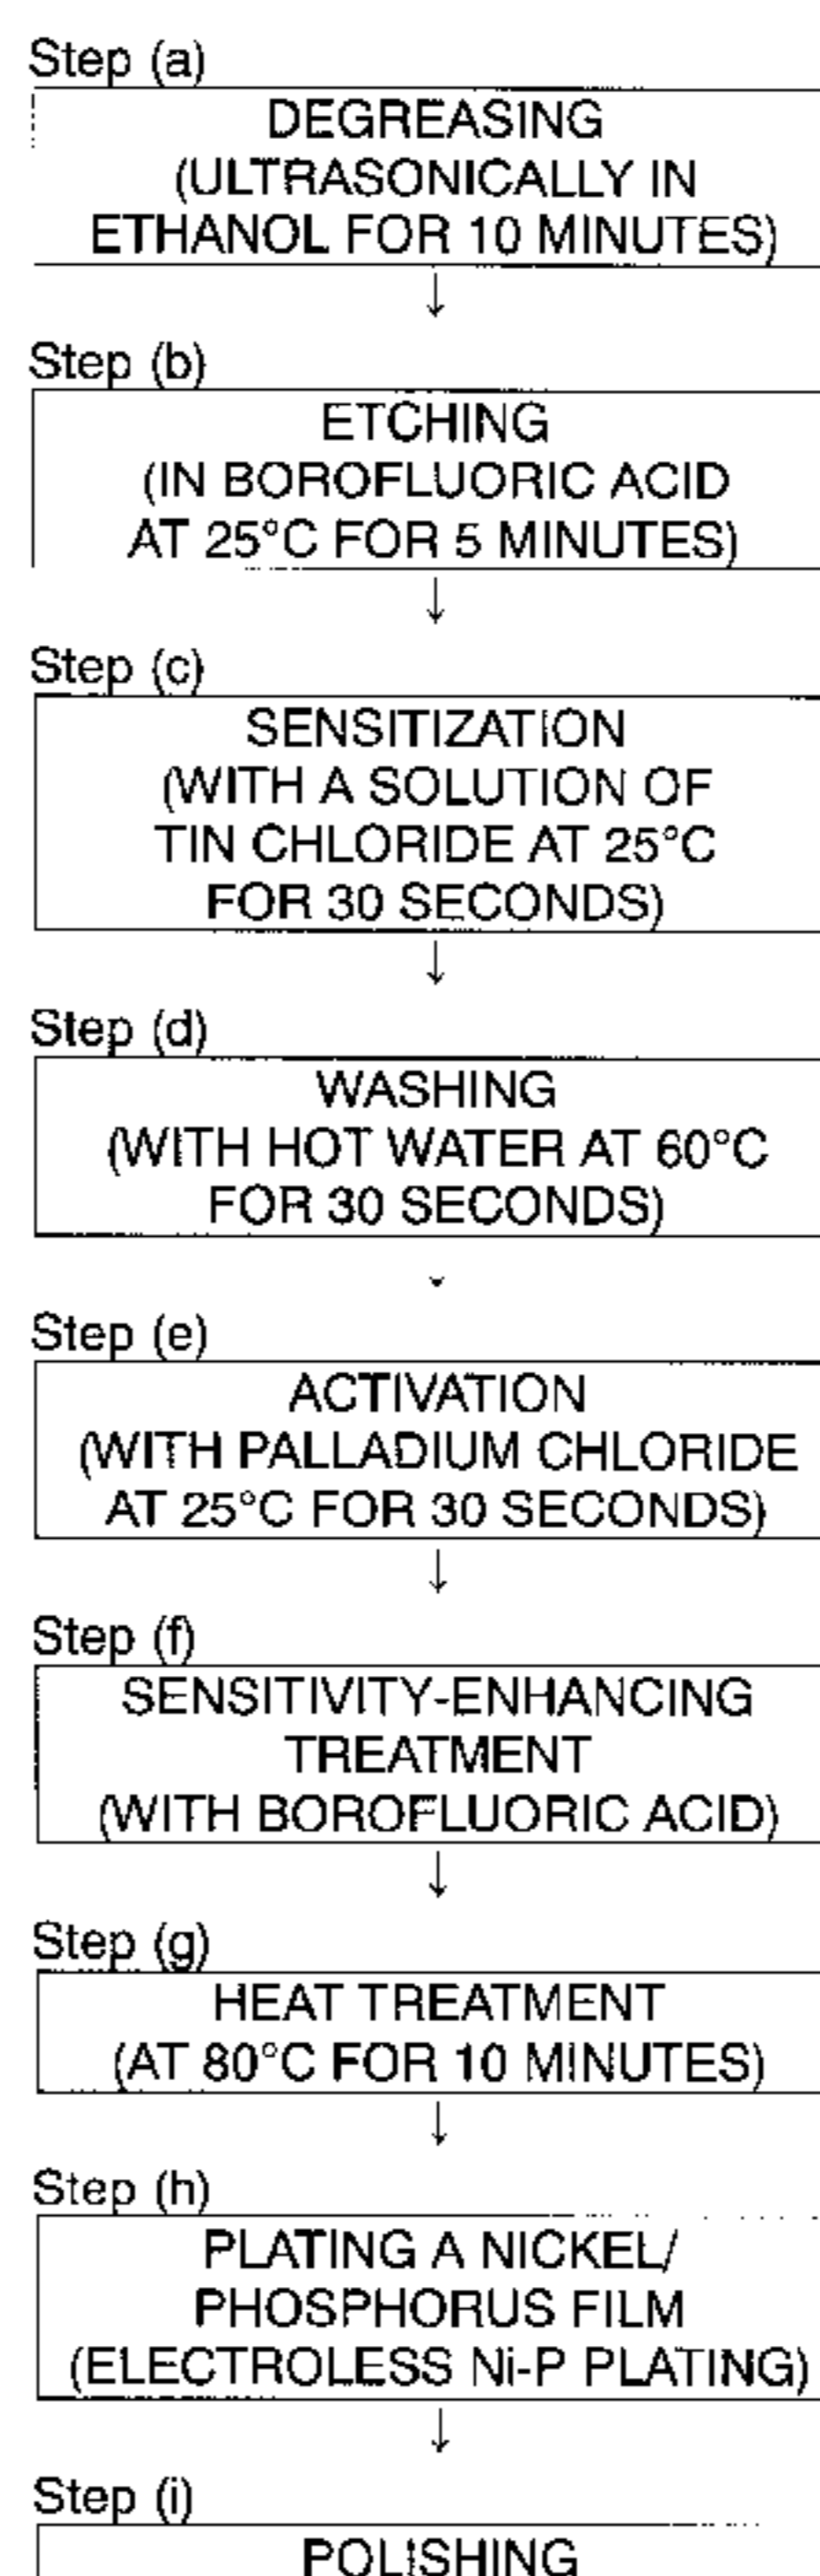 Step (a)
DEGREASING
(ULTRASONICALLY IN
ETHANOL FOR 10 MINUTES)
Step (b)
ETCHING
(IN BOROFLUORIC ACID
AT 25°C FOR 5 MINUTES)
Step (c)
SENSITIZATION
(WITH A SOLUTION OF
TIN CHLORIDE AT 25°C
FOR 30 SECONDS)
Step (d)
WASHING
(WITH HOT WATER AT 60°C
FOR 30 SECONDS)
Step (e)
ACTIVATION
(WITH PALLADIUM CHLORIDE
AT 25°C FOR 30 SECONDS)
Step (f)
SENSITIVITY-ENHANCING
TREATMENT
(WITH BOROFLUORIC ACID)
Step (g)
HEAT TREATMENT
(AT 80°C FOR 10 MINUTES)
Step (h)
PLATING A NICKEL/
PHOSPHORUS FILM
(ELECTROLESS Ni-P PLATING)
Step (i)
POLISHING